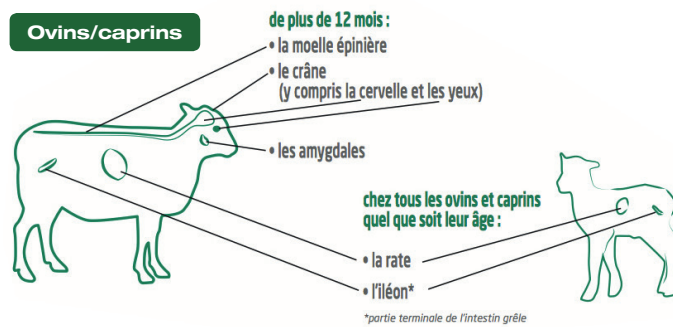 Ovins/caprins
de plus de 12 mois :
• la moelle épinière
• le crâne
(y compris la cervelle et les yeux)
• les amygdales
chez tous les ovins et caprins
quel que soit leur âge :
• la rate
• l'iléon*
*partie terminale de l'intestin grêle